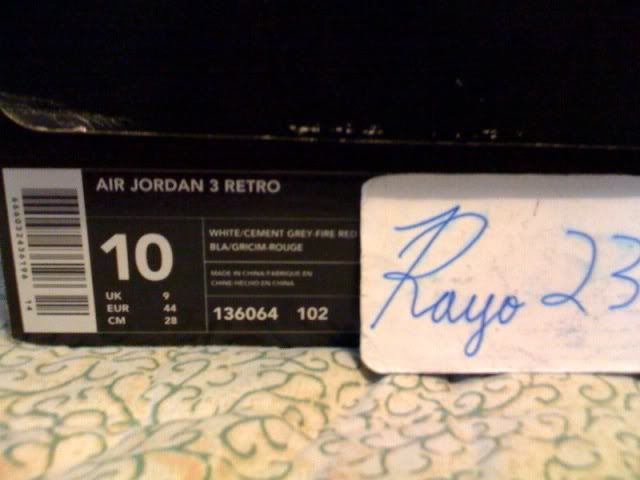 AIR JORDAN 3 RETRO
10
WHITE/CEMENT GREY-FIRE RED
BLA/GRICIM-ROUGE
MADE IN CHINA/FABRIQUE EN
CHINE/HECHO EN CHINA
UK 9
EUR 44
CM 28
136064 102
14
Rayo 23